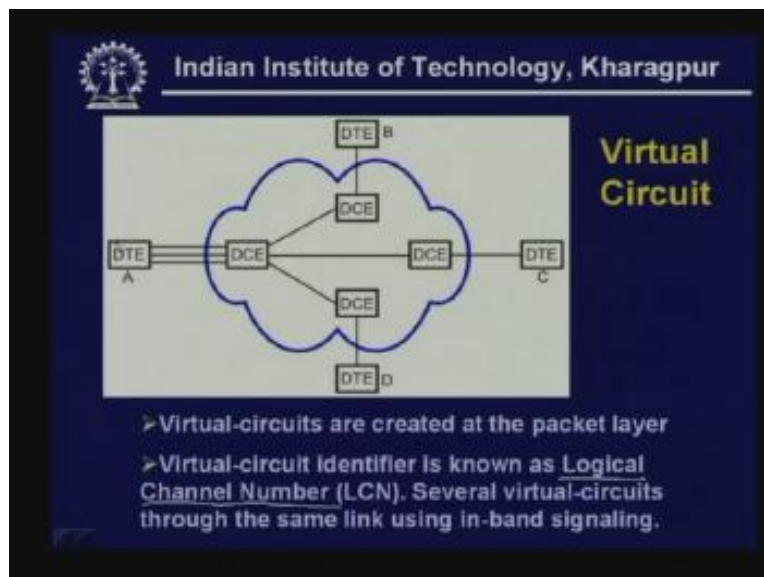 Indian Institute of Technology, Kharagpur
DTE B
Virtual
Circuit
DCE
DTE DCE DCE DTE
A C
DCE
DTE D
➢Virtual-circuits are created at the packet layer
➢Virtual-circuit identifier is known as Logical
Channel Number (LCN). Several virtual-circuits
through the same link using in-band signaling.